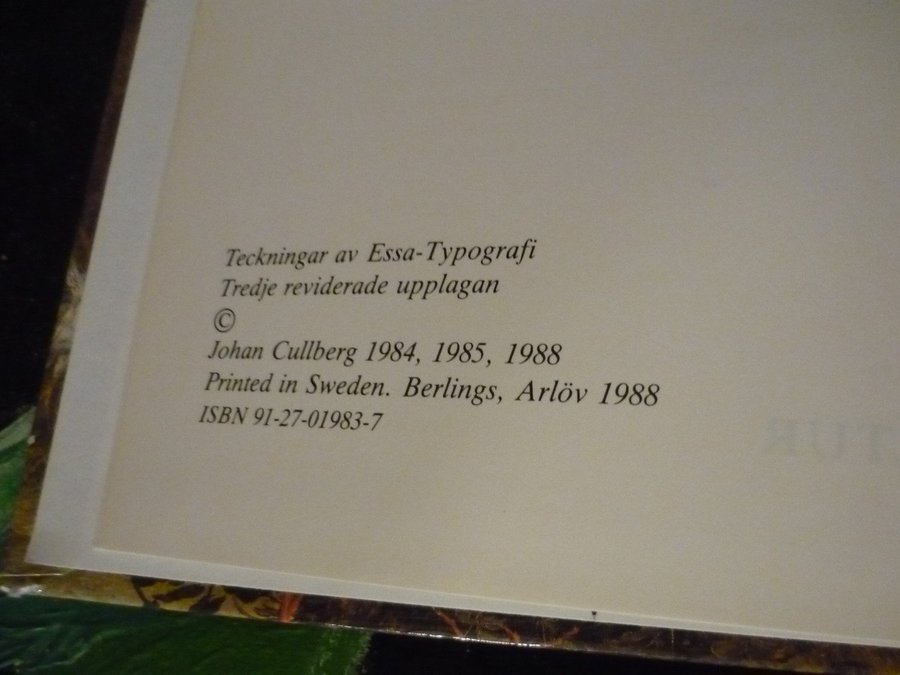 Teckningar av Essa-Typografi
Tredje reviderade upplagan
©
Johan Cullberg 1984, 1985, 1988
Printed in Sweden. Berlings, Arlöv 1988
ISBN 91-27-01983-7